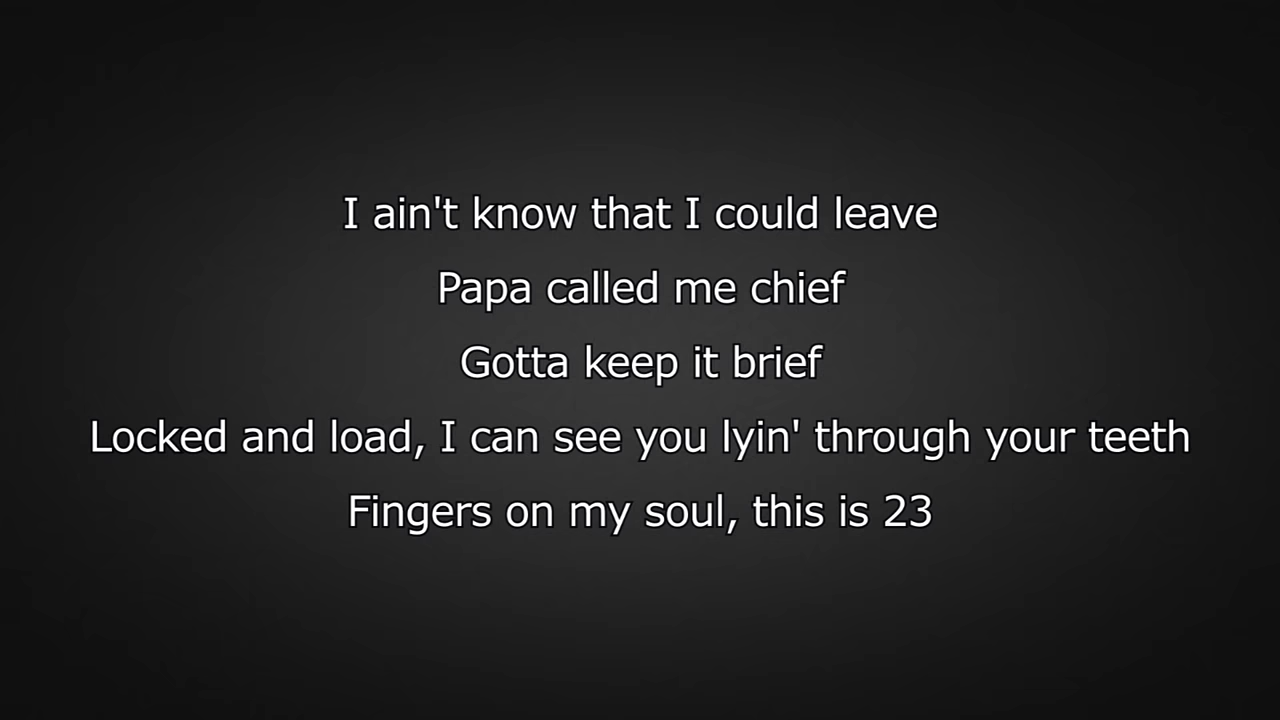 I ain't know that I could leave
Papa called me chief
Gotta keep it brief
Locked and load, I can see you lyin' through your teeth
Fingers on my soul, this is 23